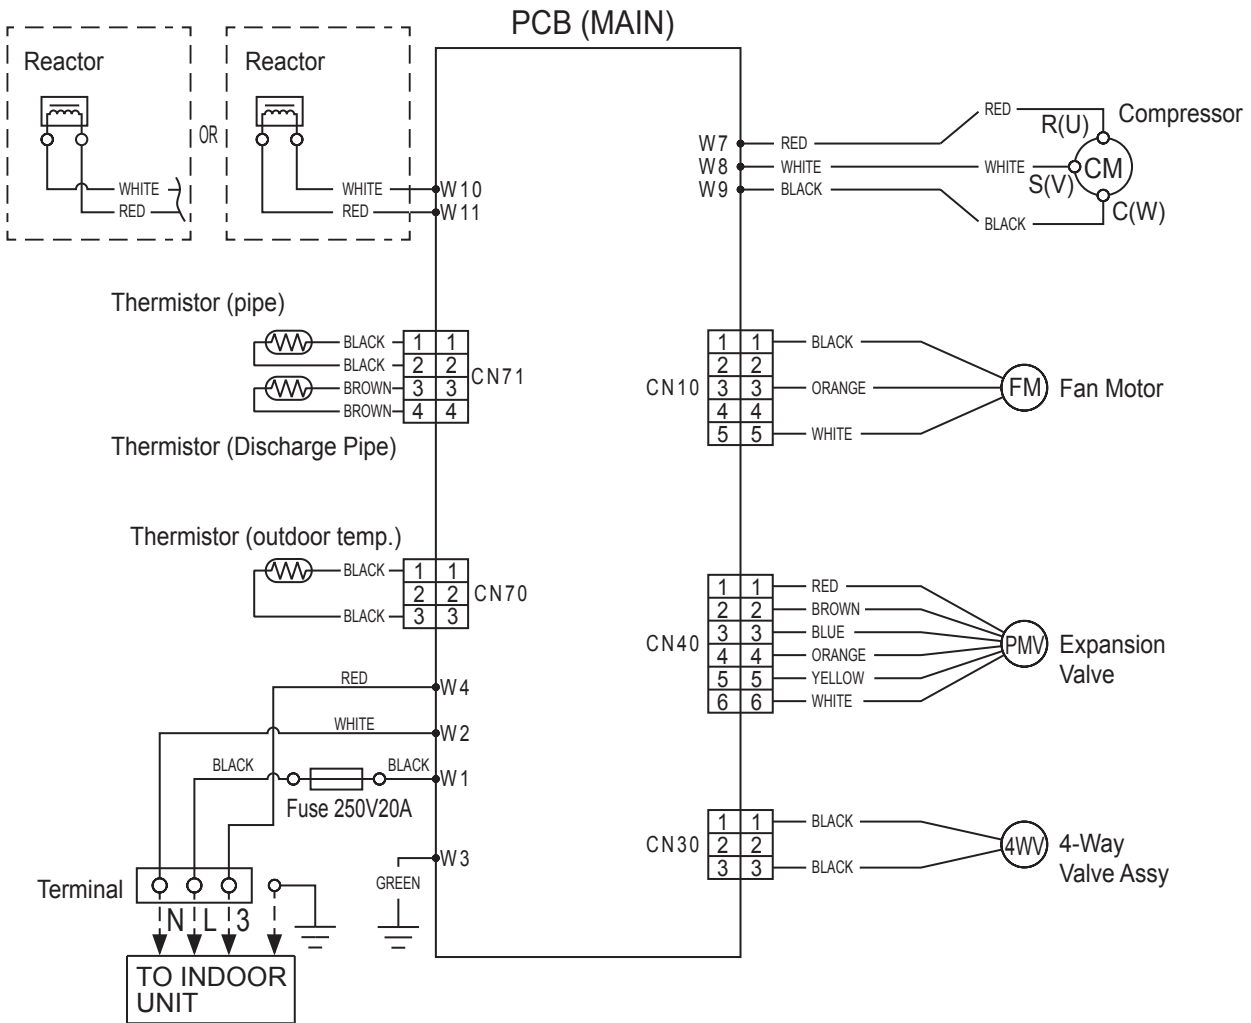 PCB (MAIN)
Reactor
WHITE
RED
OR
Reactor
WHITE
RED
W10
W11
W7
W8
W9
RED
WHITE
BLACK
RED
WHITE
BLACK
R(U)
S(V)
C(W)
CM
Compressor
Thermistor (pipe)
BLACK
BLACK
BROWN
BROWN
1 1
2 2
3 3
4 4
CN71
Thermistor (Discharge Pipe)
CN10
1 1
2 2
3 3
4 4
5 5
BLACK
ORANGE
WHITE
FM
Fan Motor
Thermistor (outdoor temp.)
BLACK
BLACK
1 1
2 2
3 3
CN70
CN40
1 1
2 2
3 3
4 4
5 5
6 6
RED
BROWN
BLUE
ORANGE
YELLOW
WHITE
PMV
Expansion
Valve
RED
W4
WHITE
W2
BLACK
BLACK
W1
Fuse 250V20A
W3
GREEN
CN30
1 1
2 2
3 3
BLACK
BLACK
4WV
4-Way
Valve Assy
Terminal
N L 3
TO INDOOR
UNIT